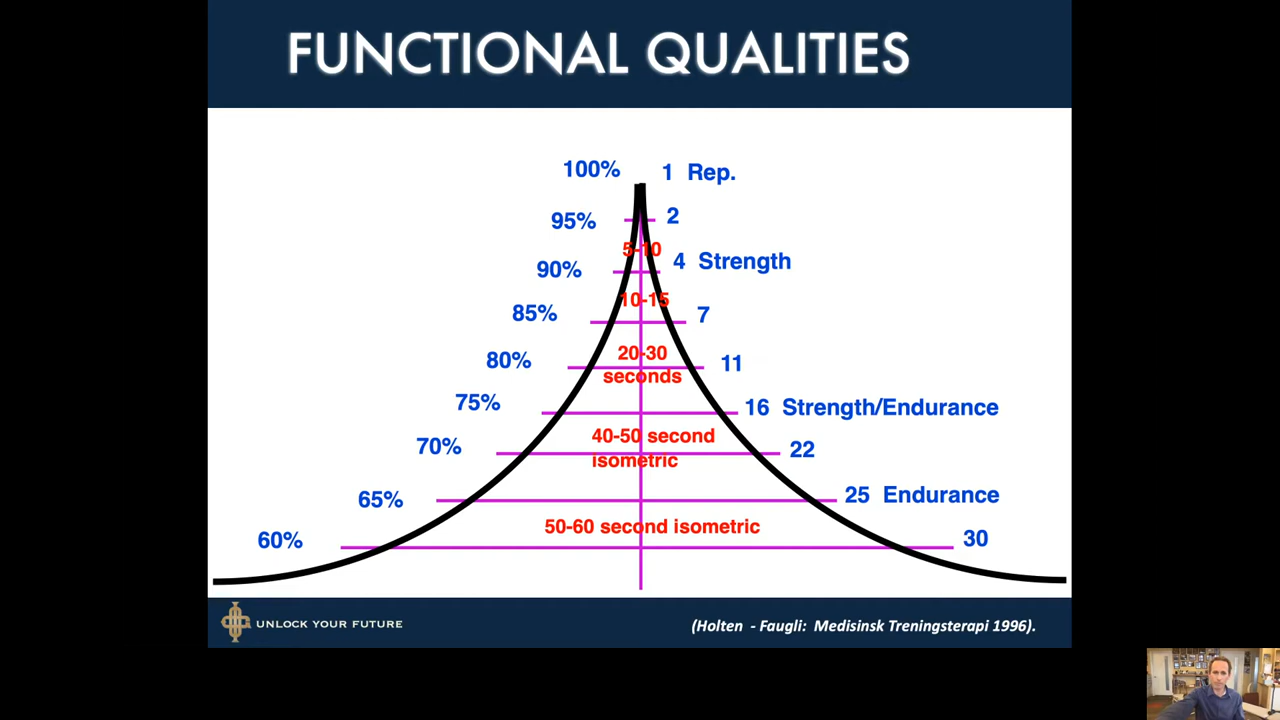 FUNCTIONAL QUALITIES
100% 1 Rep.
95% 2
5-10
90% 4 Strength
10-15
85% 7
20-30
80% 11
seconds
75% 16 Strength/Endurance
40-50 second
70% 22
isometric
65% 25 Endurance
50-60 second isometric
60% 30
UNLOCK YOUR FUTURE
(Holten - Faugli: Medisinsk Treningsterapi 1996).